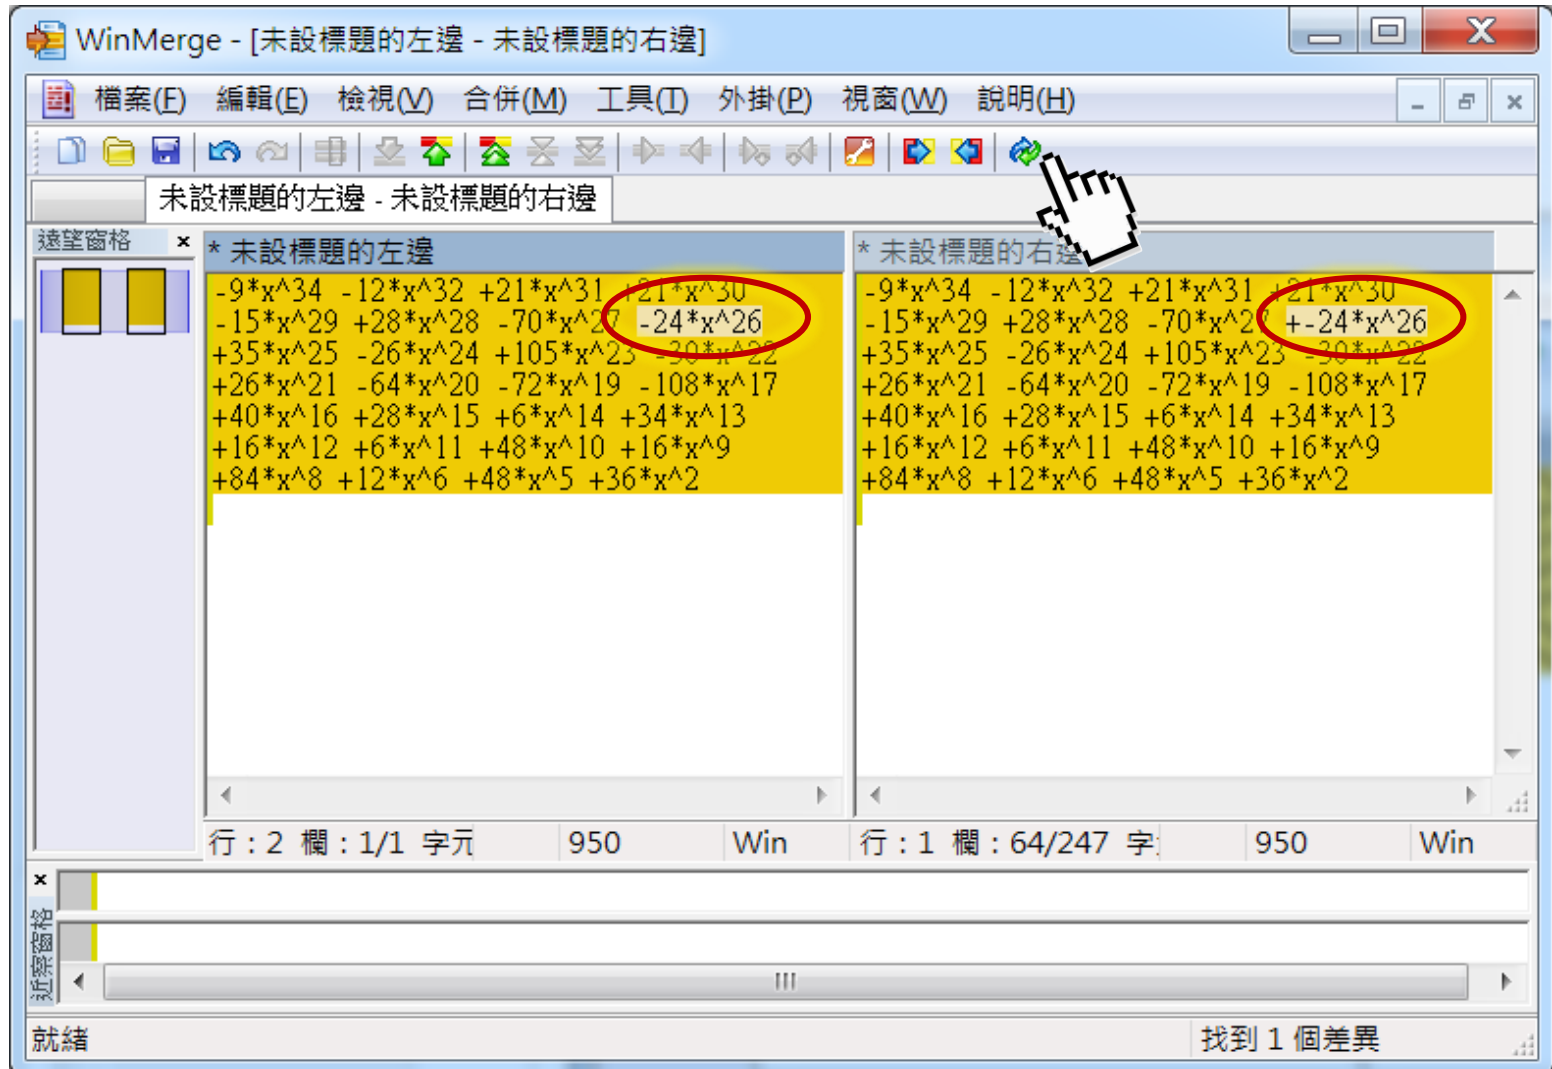 WinMerge - [未設標題的左邊 - 未設標題的右邊]
檔案(F) 編輯(E) 檢視(V) 合併(M) 工具(T) 外掛(P) 視窗(W) 說明(H)
未設標題的左邊 - 未設標題的右邊
遠望窗格
* 未設標題的左邊
-9*x^34 -12*x^32 +21*x^31 +21*x^30
-15*x^29 +28*x^28 -70*x^27 -24*x^26
+35*x^25 -26*x^24 +105*x^23 -30*x^22
+26*x^21 -64*x^20 -72*x^19 -108*x^17
+40*x^16 +28*x^15 +6*x^14 +34*x^13
+16*x^12 +6*x^11 +48*x^10 +16*x^9
+84*x^8 +12*x^6 +48*x^5 +36*x^2
* 未設標題的右邊
-9*x^34 -12*x^32 +21*x^31 +21*x^30
-15*x^29 +28*x^28 -70*x^27 +-24*x^26
+35*x^25 -26*x^24 +105*x^23 -30*x^22
+26*x^21 -64*x^20 -72*x^19 -108*x^17
+40*x^16 +28*x^15 +6*x^14 +34*x^13
+16*x^12 +6*x^11 +48*x^10 +16*x^9
+84*x^8 +12*x^6 +48*x^5 +36*x^2
行：2 欄：1/1 字元 950 Win
行：1 欄：64/247 字 950 Win
近察窗格
就緒
找到 1 個差異